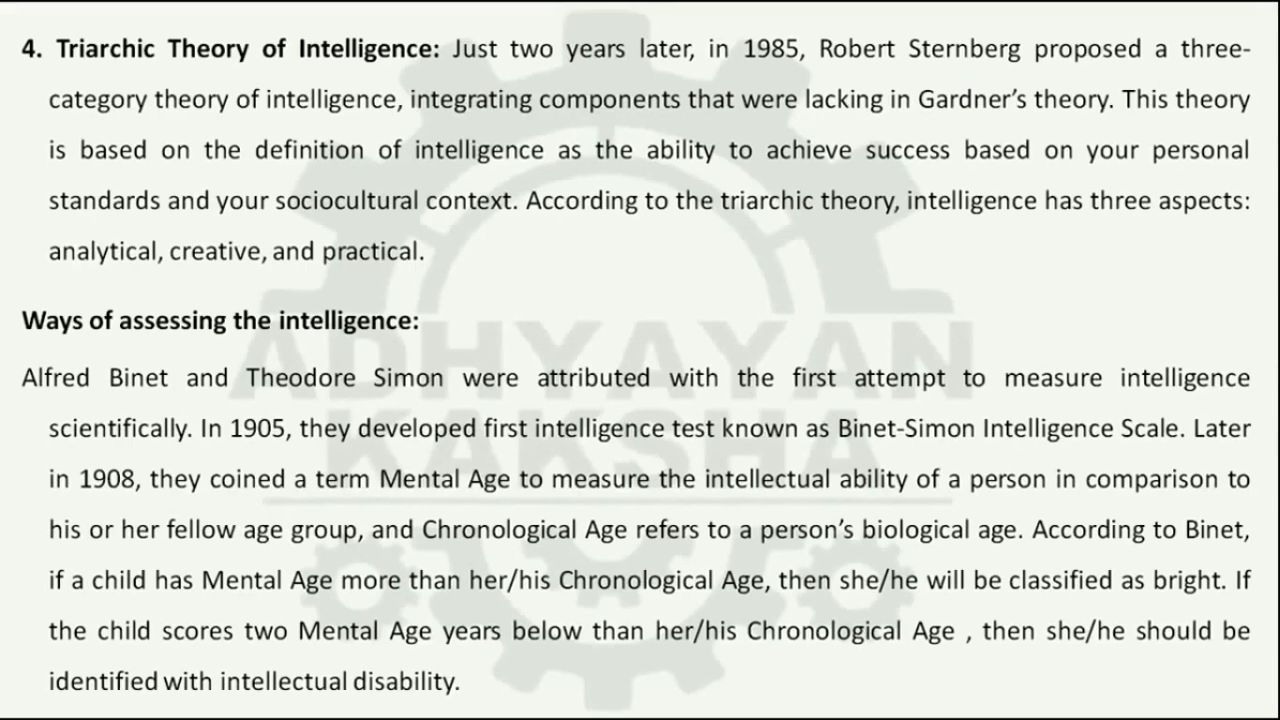 4. Triarchic Theory of Intelligence: Just two years later, in 1985, Robert Sternberg proposed a three-
category theory of intelligence, integrating components that were lacking in Gardner's theory. This theory
is based on the definition of intelligence as the ability to achieve success based on your personal
standards and your sociocultural context. According to the triarchic theory, intelligence has three aspects:
analytical, creative, and practical.
Ways of assessing the intelligence:
Alfred Binet and Theodore Simon were attributed with the first attempt to measure intelligence
scientifically. In 1905, they developed first intelligence test known as Binet-Simon Intelligence Scale. Later
in 1908, they coined a term Mental Age to measure the intellectual ability of a person in comparison to
his or her fellow age group, and Chronological Age refers to a person's biological age. According to Binet,
if a child has Mental Age more than her/his Chronological Age, then she/he will be classified as bright. If
the child scores two Mental Age years below than her/his Chronological Age , then she/he should be
identified with intellectual disability.
ADHYAYAN
KAKSHA